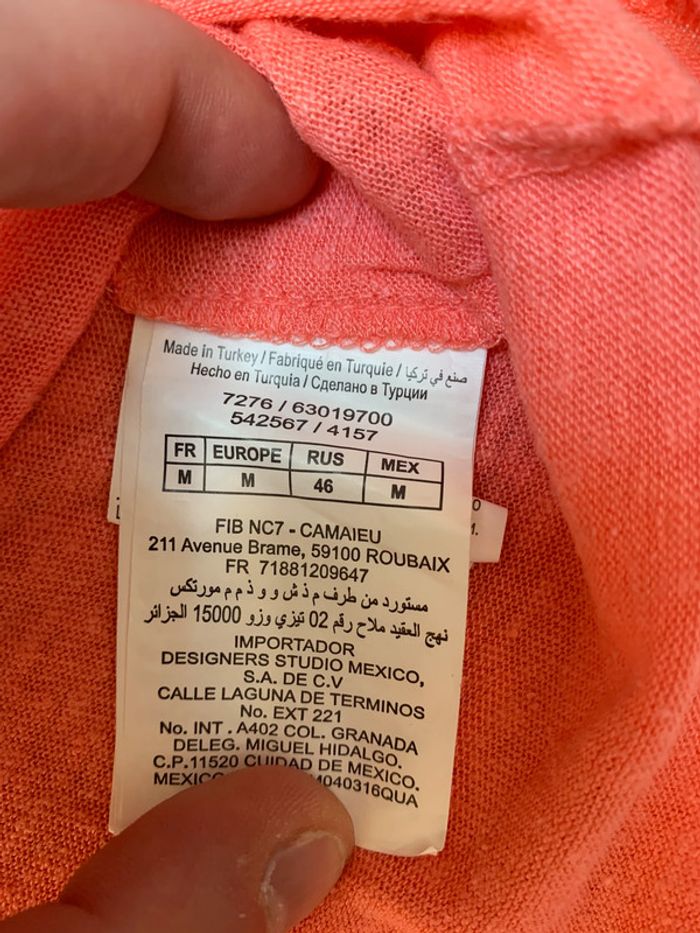 Made in Turkey / Fabriqué en Turquie / صنع في تركيا
Hecho en Turquia / Сделано в Турции
7276 / 63019700
542567 / 4157
FR EUROPE RUS MEX
M M 46 M
FIB NC7 - CAMAIEU
211 Avenue Brame, 59100 ROUBAIX
FR 71881209647
مستورد من طرف م ذ ش و و ذ م م مورتكس
نهج العقيد ملاح رقم 02 تيزي وزو 15000 الجزائر
IMPORTADOR
DESIGNERS STUDIO MEXICO,
S.A. DE C.V
CALLE LAGUNA DE TERMINOS
No. EXT 221
No. INT . A402 COL. GRANADA
DELEG. MIGUEL HIDALGO.
C.P.11520 CUIDAD DE MEXICO.
MEXICO